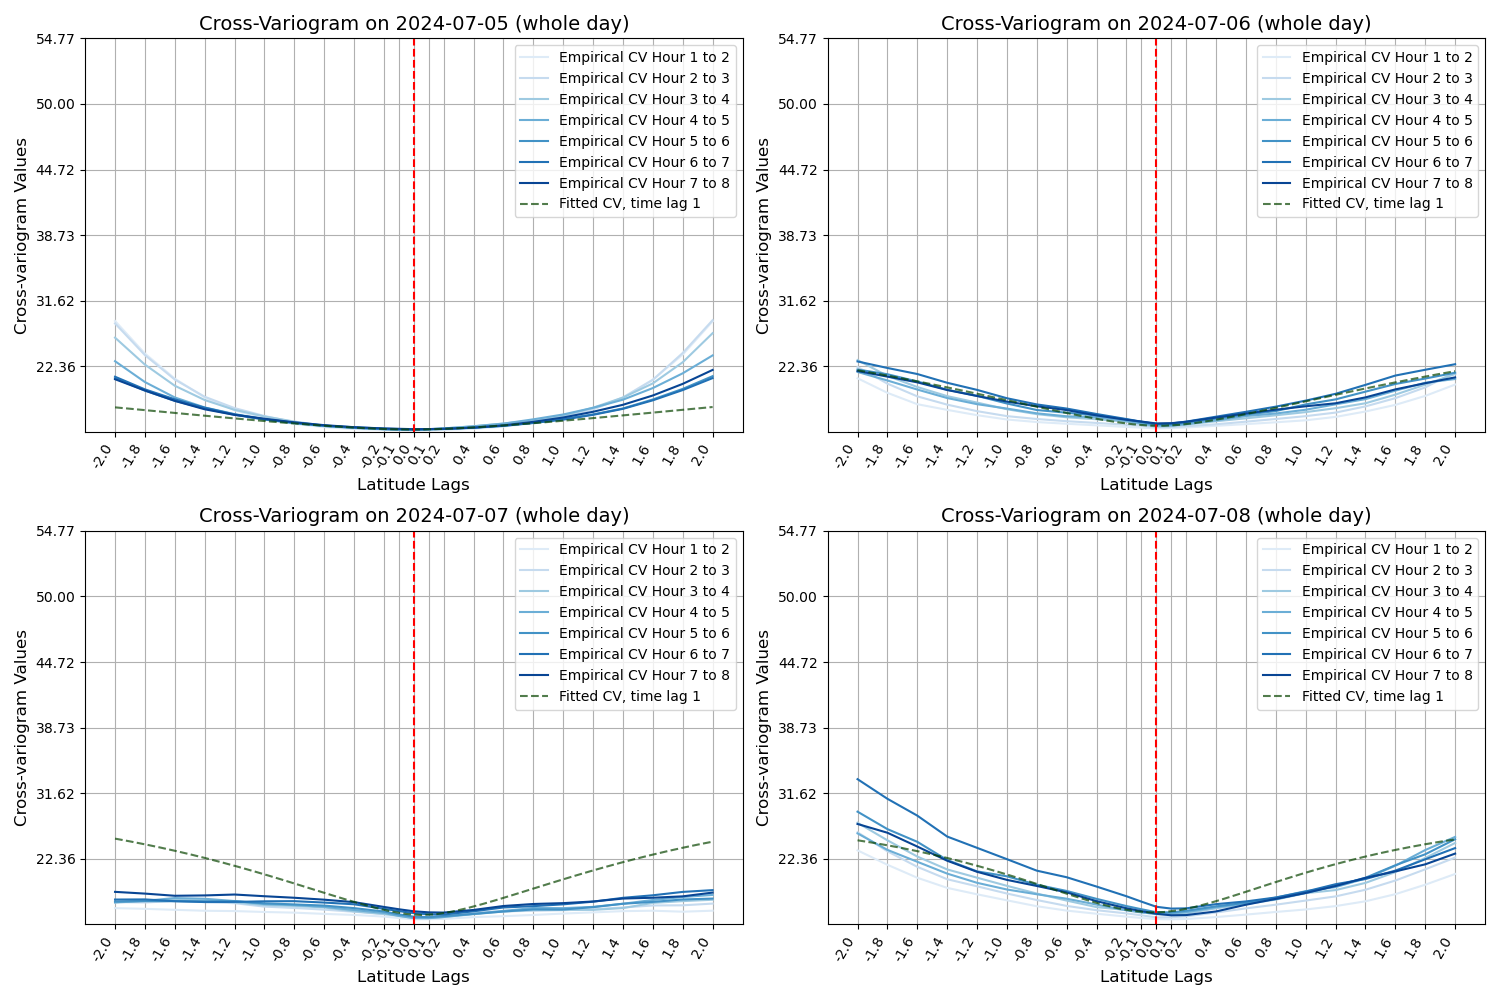 Cross-Variogram on 2024-07-05 (whole day)
Cross-variogram Values
54.77
50.00
44.72
38.73
31.62
22.36
Empirical CV Hour 1 to 2
Empirical CV Hour 2 to 3
Empirical CV Hour 3 to 4
Empirical CV Hour 4 to 5
Empirical CV Hour 5 to 6
Empirical CV Hour 6 to 7
Empirical CV Hour 7 to 8
Fitted CV, time lag 1
-2.0 -1.8 -1.6 -1.4 -1.2 -1.0 -0.8 -0.6 -0.4 -0.2 -0.1 0.0 0.1 0.2 0.4 0.6 0.8 1.0 1.2 1.4 1.6 1.8 2.0
Latitude Lags
Cross-Variogram on 2024-07-06 (whole day)
Cross-variogram Values
54.77
50.00
44.72
38.73
31.62
22.36
Empirical CV Hour 1 to 2
Empirical CV Hour 2 to 3
Empirical CV Hour 3 to 4
Empirical CV Hour 4 to 5
Empirical CV Hour 5 to 6
Empirical CV Hour 6 to 7
Empirical CV Hour 7 to 8
Fitted CV, time lag 1
-2.0 -1.8 -1.6 -1.4 -1.2 -1.0 -0.8 -0.6 -0.4 -0.2 -0.1 0.0 0.1 0.2 0.4 0.6 0.8 1.0 1.2 1.4 1.6 1.8 2.0
Latitude Lags
Cross-Variogram on 2024-07-07 (whole day)
Cross-variogram Values
54.77
50.00
44.72
38.73
31.62
22.36
Empirical CV Hour 1 to 2
Empirical CV Hour 2 to 3
Empirical CV Hour 3 to 4
Empirical CV Hour 4 to 5
Empirical CV Hour 5 to 6
Empirical CV Hour 6 to 7
Empirical CV Hour 7 to 8
Fitted CV, time lag 1
-2.0 -1.8 -1.6 -1.4 -1.2 -1.0 -0.8 -0.6 -0.4 -0.2 -0.1 0.0 0.1 0.2 0.4 0.6 0.8 1.0 1.2 1.4 1.6 1.8 2.0
Latitude Lags
Cross-Variogram on 2024-07-08 (whole day)
Cross-variogram Values
54.77
50.00
44.72
38.73
31.62
22.36
Empirical CV Hour 1 to 2
Empirical CV Hour 2 to 3
Empirical CV Hour 3 to 4
Empirical CV Hour 4 to 5
Empirical CV Hour 5 to 6
Empirical CV Hour 6 to 7
Empirical CV Hour 7 to 8
Fitted CV, time lag 1
-2.0 -1.8 -1.6 -1.4 -1.2 -1.0 -0.8 -0.6 -0.4 -0.2 -0.1 0.0 0.1 0.2 0.4 0.6 0.8 1.0 1.2 1.4 1.6 1.8 2.0
Latitude Lags